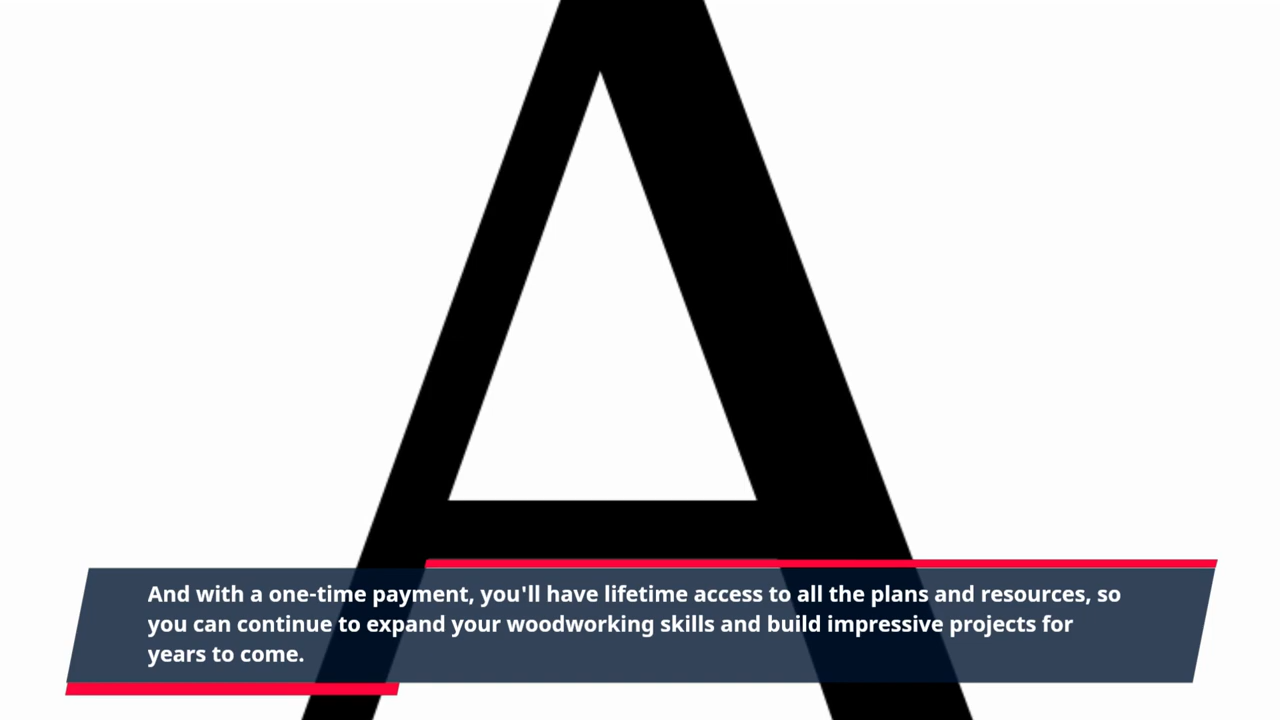 A
And with a one-time payment, you'll have lifetime access to all the plans and resources, so
you can continue to expand your woodworking skills and build impressive projects for
years to come.